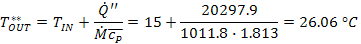 T**OUT = TIN + Q̇′′ / Ṁcp = 15 + 20297.9 / 1011.8 · 1.813 = 26.06 °C